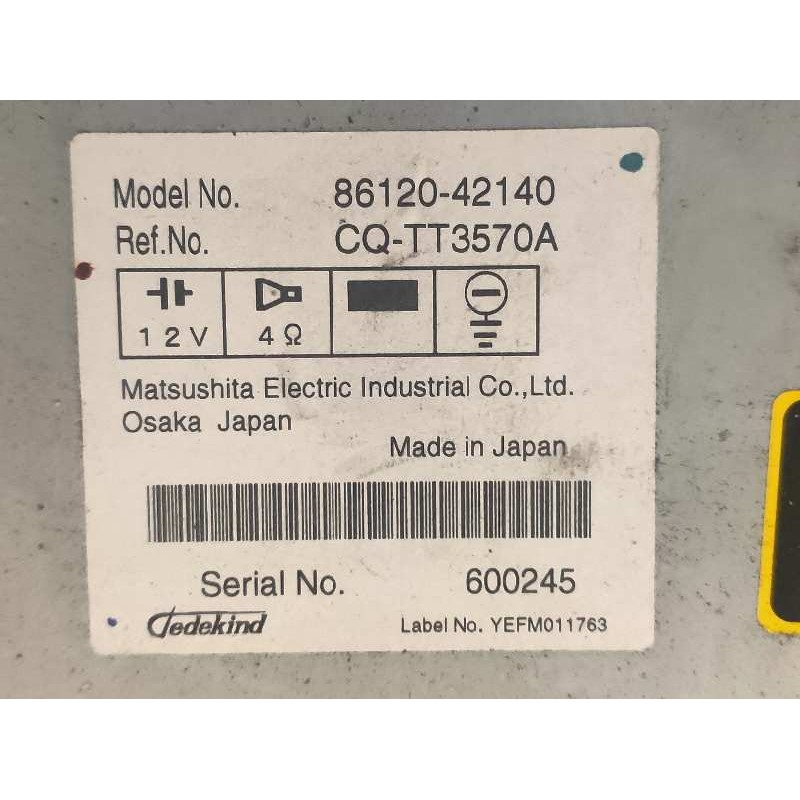 Model No. 86120-42140
Ref.No. CQ-TT3570A
12V 4Ω
Matsushita Electric Industrial Co.,Ltd.
Osaka Japan
Made in Japan
Serial No. 600245
Dedekind Label No. YEFM011763